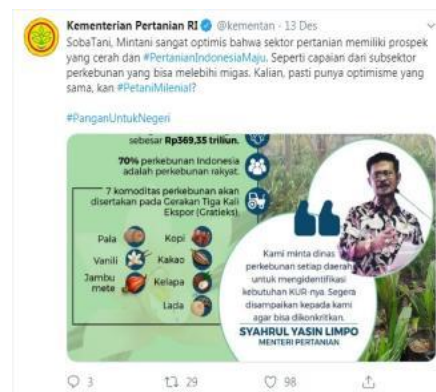 Kementerian Pertanian RI @kementan · 13 Des
SobaTani, Mintani sangat optimis bahwa sektor pertanian memiliki prospek
yang cerah dan #PertanianIndonesiaMaju. Seperti capaian dari subsektor
perkebunan yang bisa melebihi migas. Kalian, pasti punya optimisme yang
sama, kan #PetaniMilenial?
#PanganUntukNegeri
sebesar Rp369,35 triliun.
70% perkebunan Indonesia
adalah perkebunan rakyat.
7 komoditas perkebunan akan
disertakan pada Gerakan Tiga Kali
Ekspor (Gratieks).
Pala
Kopi
Vanili
Kakao
Jambu
mete
Kelapa
Lada
Kami minta dinas
perkebunan setiap daerah
untuk mengidentifikasi
kebutuhan KUR-nya. Segera
disampaikan kepada kami
agar bisa dikonkritkan.
SYAHRUL YASIN LIMPO
MENTERI PERTANIAN
3
29
98